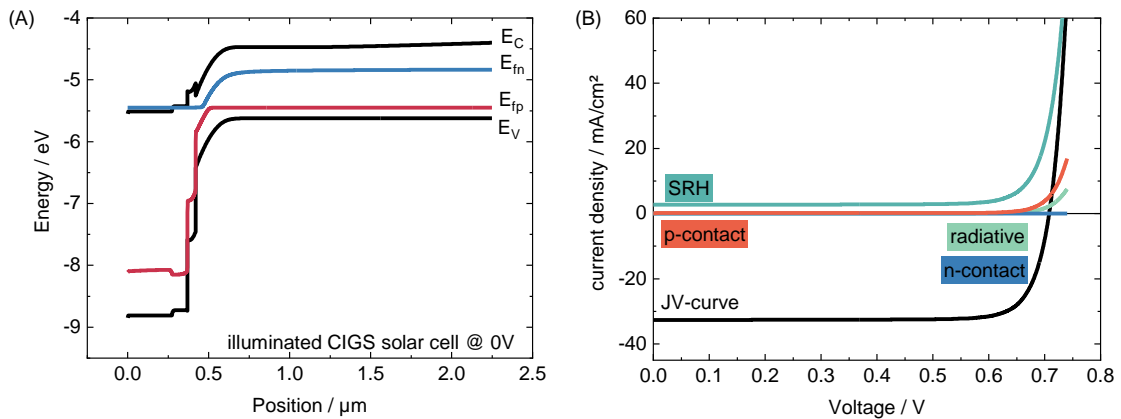 (A)
-4
-5
-6
-7
-8
-9
Energy / eV
E_C
E_fn
E_fp
E_V
illuminated CIGS solar cell @ 0V
0.0 0.5 1.0 1.5 2.0 2.5
Position / µm
(B)
60
40
20
0
-20
-40
current density / mA/cm²
SRH
p-contact
radiative
n-contact
JV-curve
0.0 0.1 0.2 0.3 0.4 0.5 0.6 0.7 0.8
Voltage / V